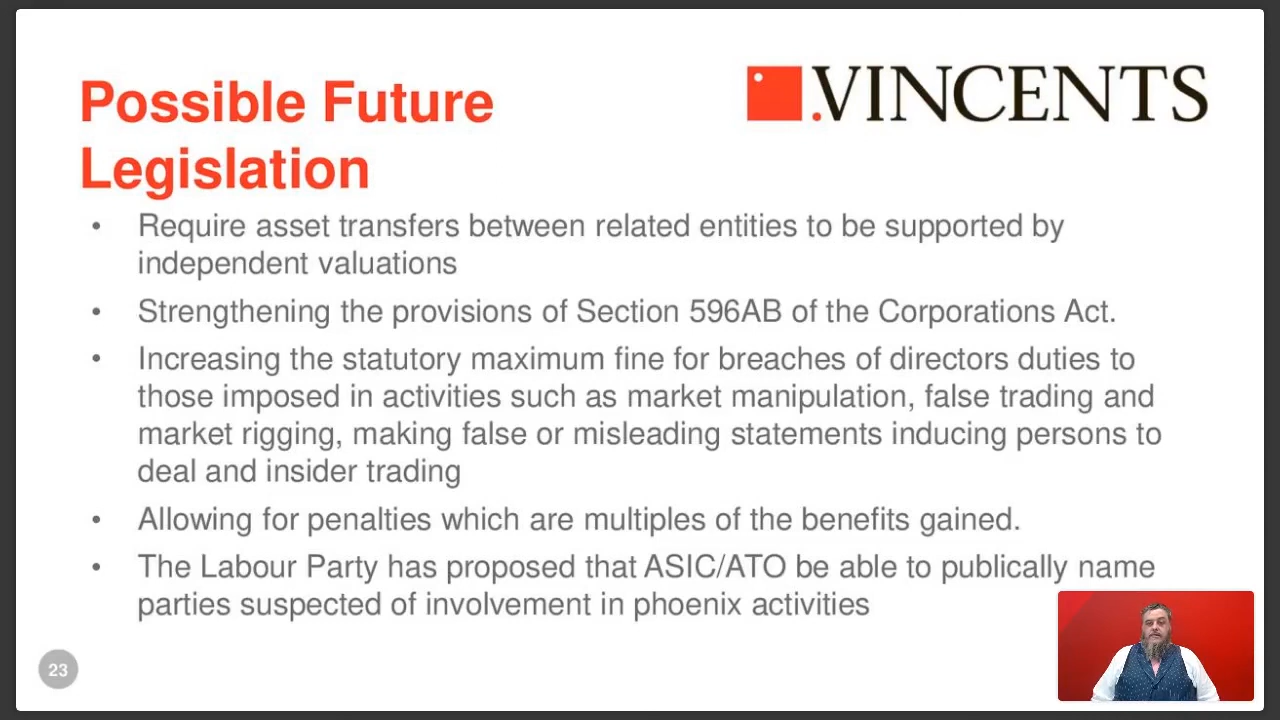 Possible Future
Legislation
.VINCENTS
• Require asset transfers between related entities to be supported by
independent valuations
• Strengthening the provisions of Section 596AB of the Corporations Act.
• Increasing the statutory maximum fine for breaches of directors duties to
those imposed in activities such as market manipulation, false trading and
market rigging, making false or misleading statements inducing persons to
deal and insider trading
• Allowing for penalties which are multiples of the benefits gained.
• The Labour Party has proposed that ASIC/ATO be able to publically name
parties suspected of involvement in phoenix activities
23